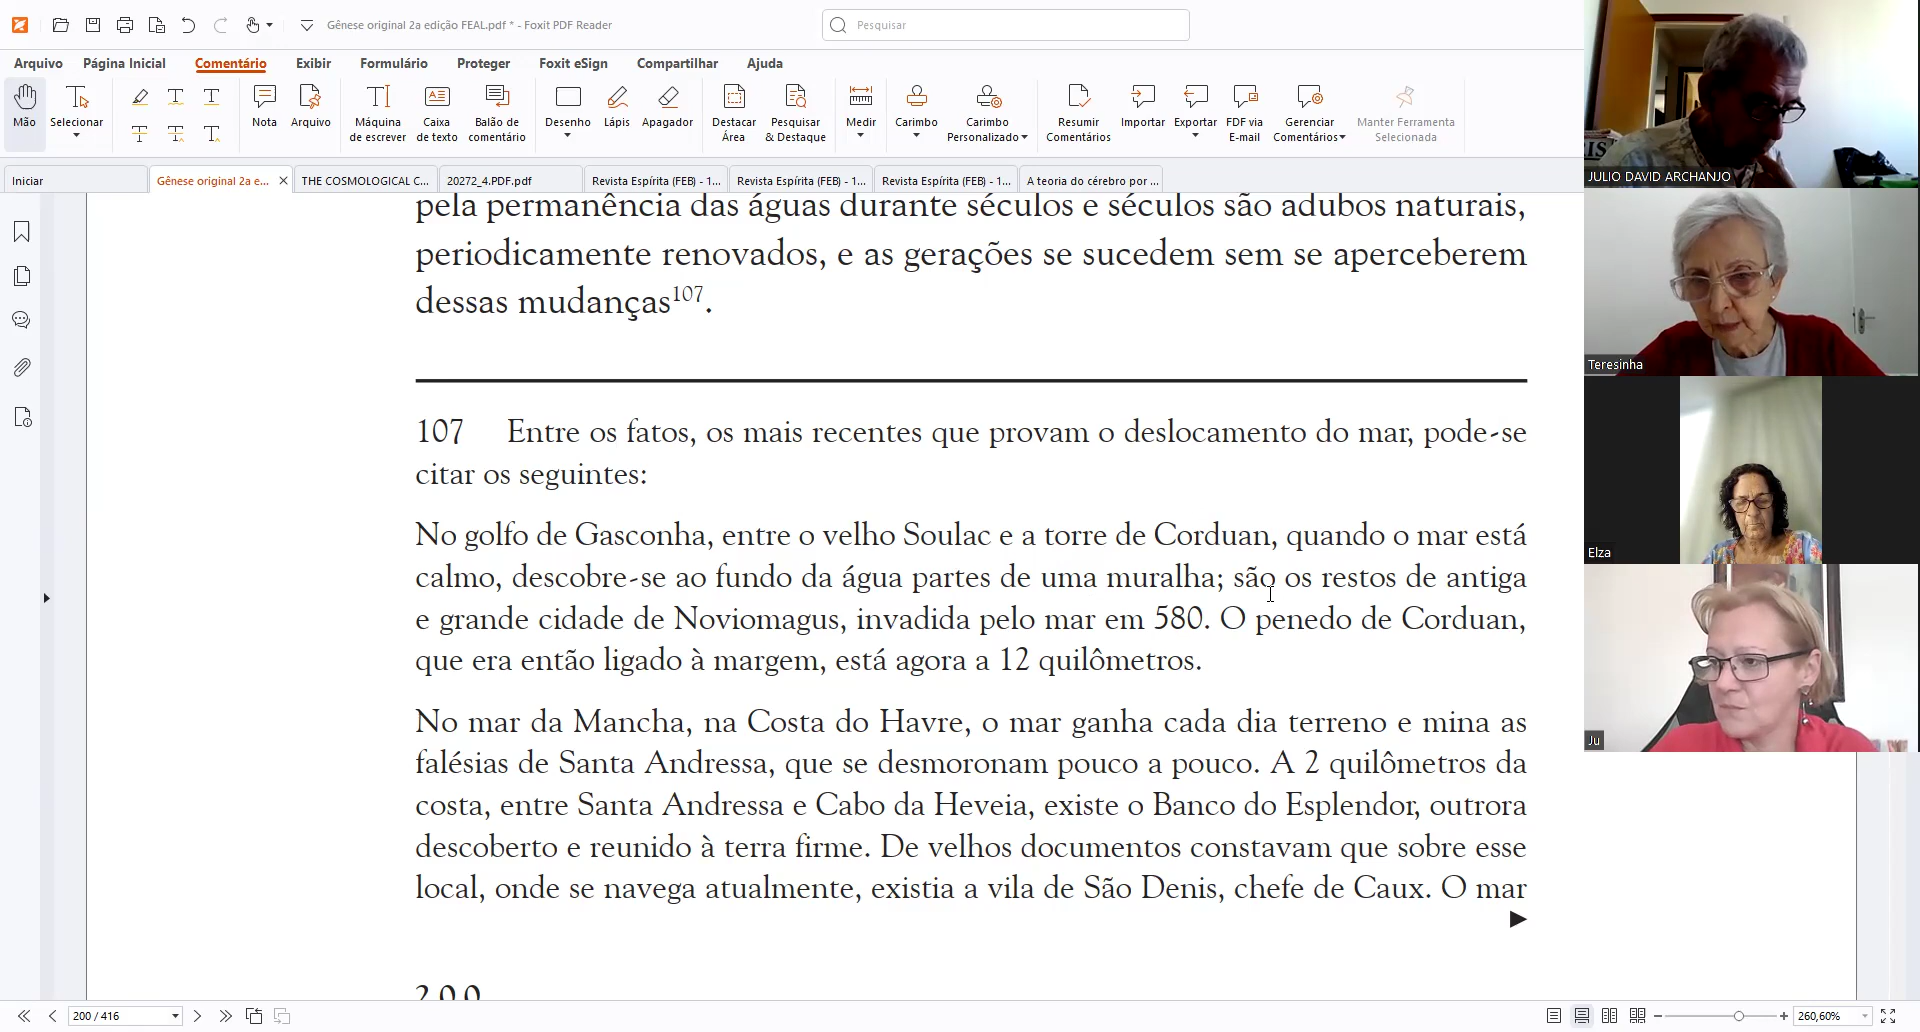 Gênese original 2a edição FEAL.pdf * - Foxit PDF Reader
Pesquisar
Arquivo Página Inicial Comentário Exibir Formulário Proteger Foxit eSign Compartilhar Ajuda
Mão Selecionar Nota Arquivo Máquina de escrever Caixa de texto Balão de comentário Desenho Lápis Apagador Destacar Área Pesquisar & Destaque Medir Carimbo Carimbo Personalizado Resumir Comentários Importar Exportar FDF via E-mail Gerenciar Comentários Manter Ferramenta Selecionada
Iniciar Gênese original 2a e... THE COSMOLOGICAL C... 20272_4.PDF.pdf Revista Espírita (FEB) - 1... Revista Espírita (FEB) - 1... Revista Espírita (FEB) - 1... A teoria do cérebro por ...
pela permanência das águas durante séculos e séculos são adubos naturais,
periodicamente renovados, e as gerações se sucedem sem se aperceberem
dessas mudanças107.
107 Entre os fatos, os mais recentes que provam o deslocamento do mar, pode-se
citar os seguintes:
No golfo de Gasconha, entre o velho Soulac e a torre de Corduan, quando o mar está
calmo, descobre-se ao fundo da água partes de uma muralha; são os restos de antiga
e grande cidade de Noviomagus, invadida pelo mar em 580. O penedo de Corduan,
que era então ligado à margem, está agora a 12 quilômetros.
No mar da Mancha, na Costa do Havre, o mar ganha cada dia terreno e mina as
falésias de Santa Andressa, que se desmoronam pouco a pouco. A 2 quilômetros da
costa, entre Santa Andressa e Cabo da Heveia, existe o Banco do Esplendor, outrora
descoberto e reunido à terra firme. De velhos documentos constavam que sobre esse
local, onde se navega atualmente, existia a vila de São Denis, chefe de Caux. O mar
200
200 / 416
260,60%
JULIO DAVID ARCHANJO
Teresinha
Elza
Ju